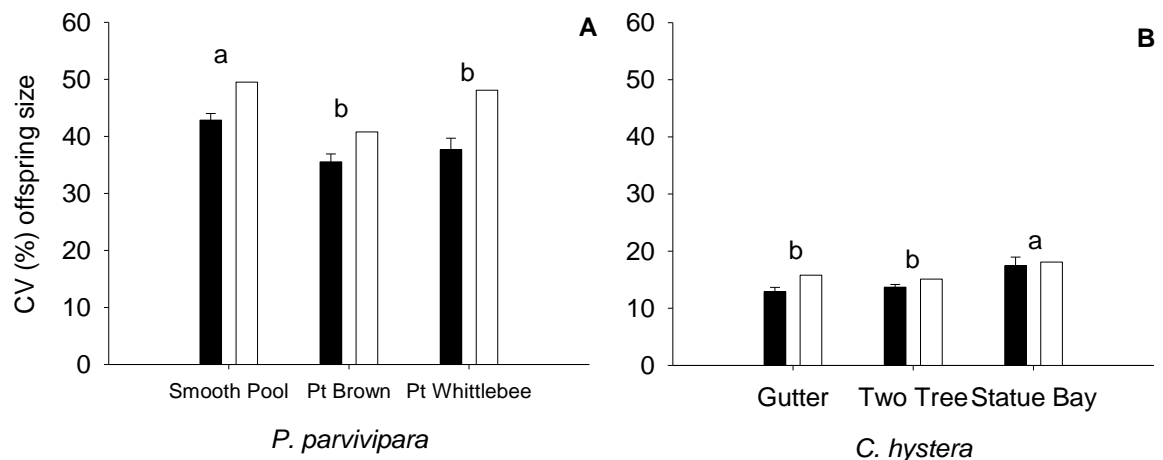 CV (%) offspring size
60
50
40
30
20
10
0
A
a
b
b
Smooth Pool Pt Brown Pt Whittlebee
P. parvivipara
60
50
40
30
20
10
0
B
b
b
a
Gutter Two Tree Statue Bay
C. hystera